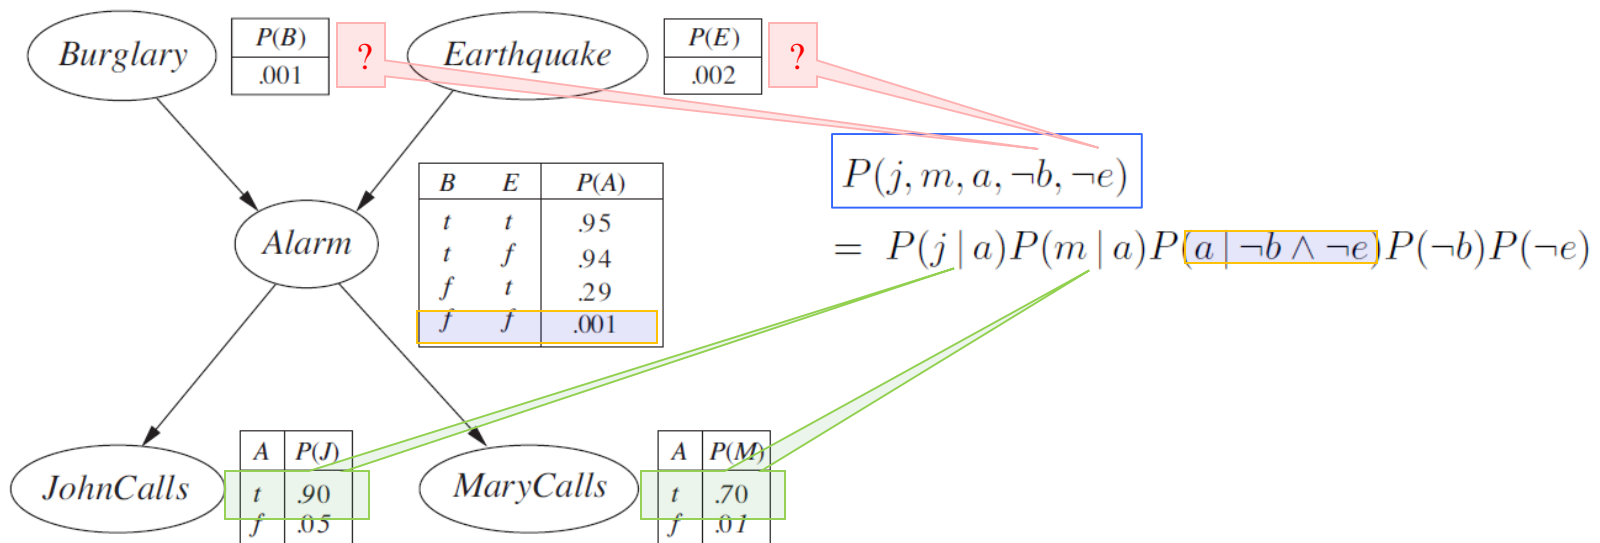 Burglary
P(B)
.001
?
Earthquake
P(E)
.002
?
P(j, m, a, ¬b, ¬e)
= P(j | a)P(m | a)P(a | ¬b ∧ ¬e)P(¬b)P(¬e)
B E P(A)
t t .95
t f .94
f t .29
f f .001
Alarm
JohnCalls
A P(J)
t .90
f .05
MaryCalls
A P(M)
t .70
f .01